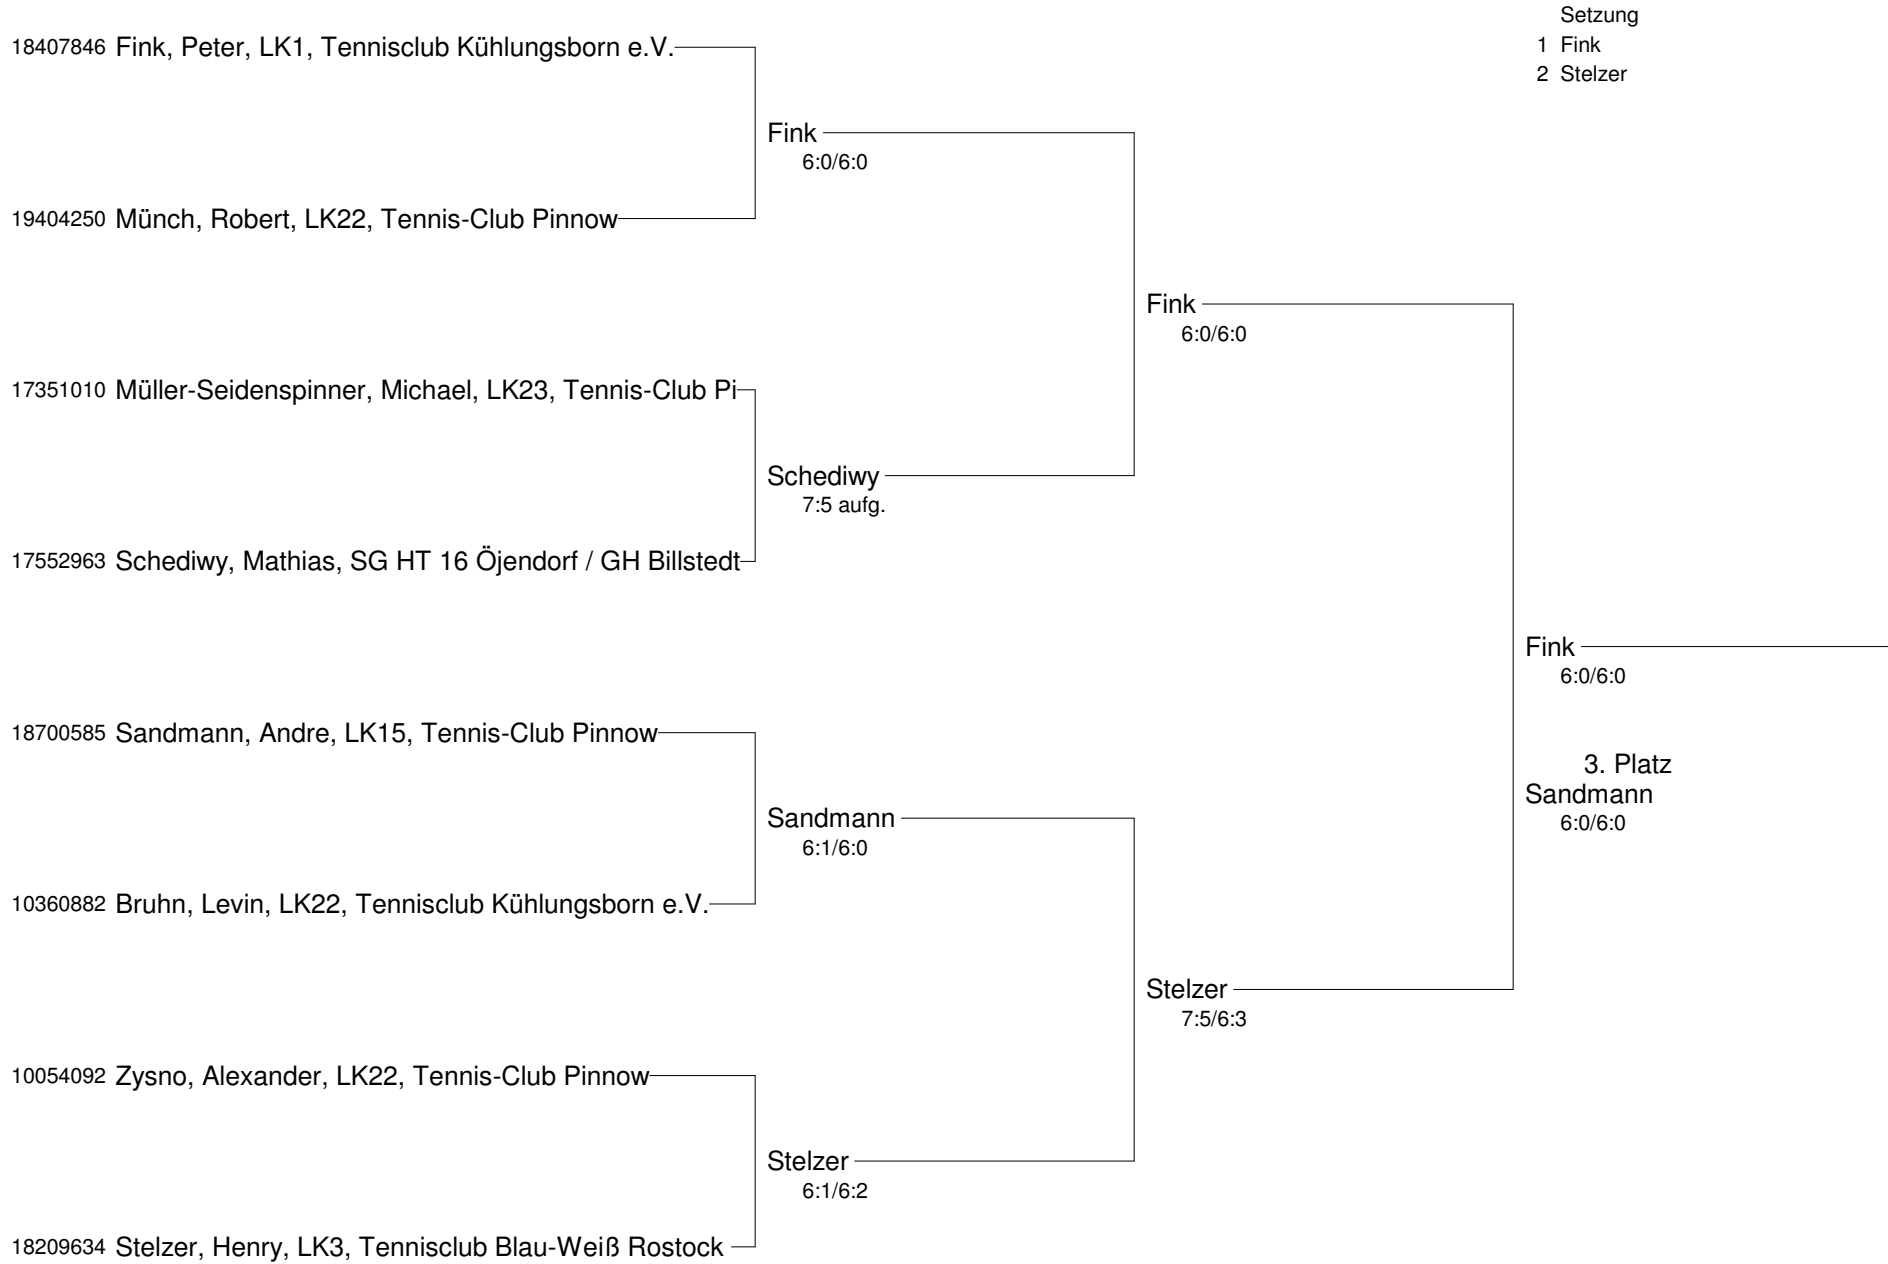 Setzung
1 Fink
2 Stelzer
18407846 Fink, Peter, LK1, Tennisclub Kühlungsborn e.V.
Fink
6:0/6:0
19404250 Münch, Robert, LK22, Tennis-Club Pinnow
Fink
6:0/6:0
17351010 Müller-Seidenspinner, Michael, LK23, Tennis-Club Pi
Schediwy
7:5 aufg.
17552963 Schediwy, Mathias, SG HT 16 Öjendorf / GH Billstedt
Fink
6:0/6:0
18700585 Sandmann, Andre, LK15, Tennis-Club Pinnow
3. Platz
Sandmann
6:0/6:0
Sandmann
6:1/6:0
10360882 Bruhn, Levin, LK22, Tennisclub Kühlungsborn e.V.
Stelzer
7:5/6:3
10054092 Zysno, Alexander, LK22, Tennis-Club Pinnow
Stelzer
6:1/6:2
18209634 Stelzer, Henry, LK3, Tennisclub Blau-Weiß Rostock